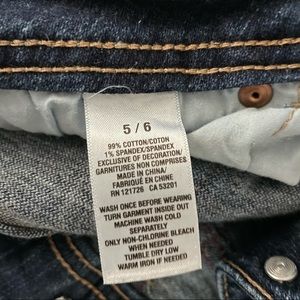 5 / 6
99% COTTON/COTON
1% SPANDEX/SPANDEX
EXCLUSIVE OF DECORATION/
GARNITURES NON COMPRISES
MADE IN CHINA/
FABRIQUÉ EN CHINE
RN 121726 CA 53201
WASH ONCE BEFORE WEARING
TURN GARMENT INSIDE OUT
MACHINE WASH COLD
SEPARATELY
ONLY NON-CHLORINE BLEACH
WHEN NEEDED
TUMBLE DRY LOW
WARM IRON IF NEEDED